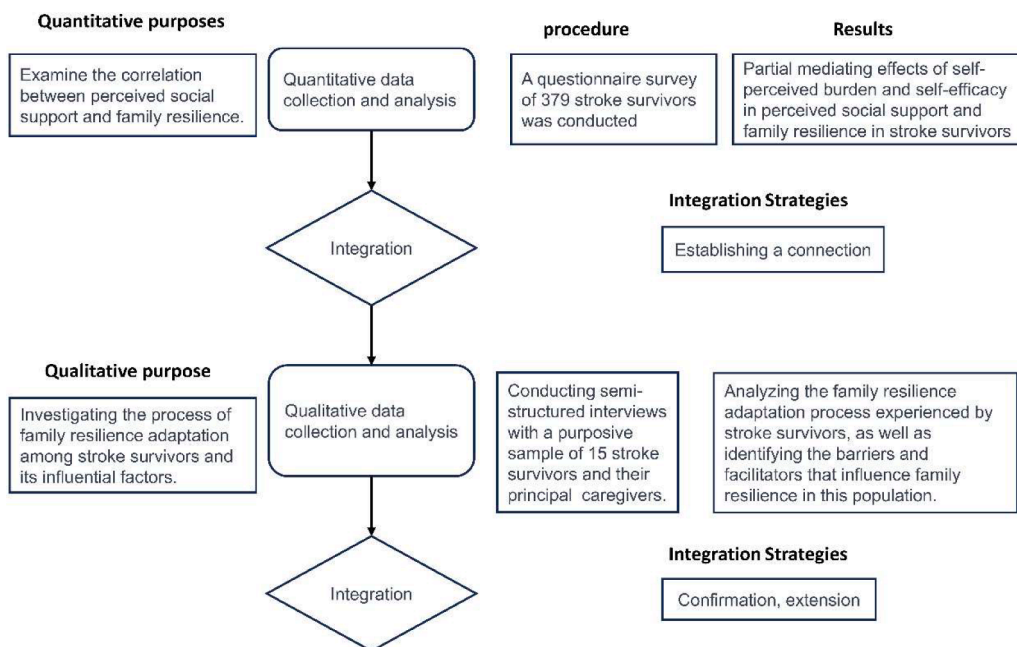 Quantitative purposes
Examine the correlation
between perceived social
support and family resilience.
Quantitative data
collection and analysis
procedure
A questionnaire survey
of 379 stroke survivors
was conducted
Results
Partial mediating effects of self-
perceived burden and self-efficacy
in perceived social support and
family resilience in stroke survivors
Integration
Integration Strategies
Establishing a connection
Qualitative purpose
Investigating the process of
family resilience adaptation
among stroke survivors and
its influential factors.
Qualitative data
collection and analysis
Conducting semi-
structured interviews
with a purposive
sample of 15 stroke
survivors and their
principal caregivers.
Analyzing the family resilience
adaptation process experienced by
stroke survivors, as well as
identifying the barriers and
facilitators that influence family
resilience in this population.
Integration
Integration Strategies
Confirmation, extension